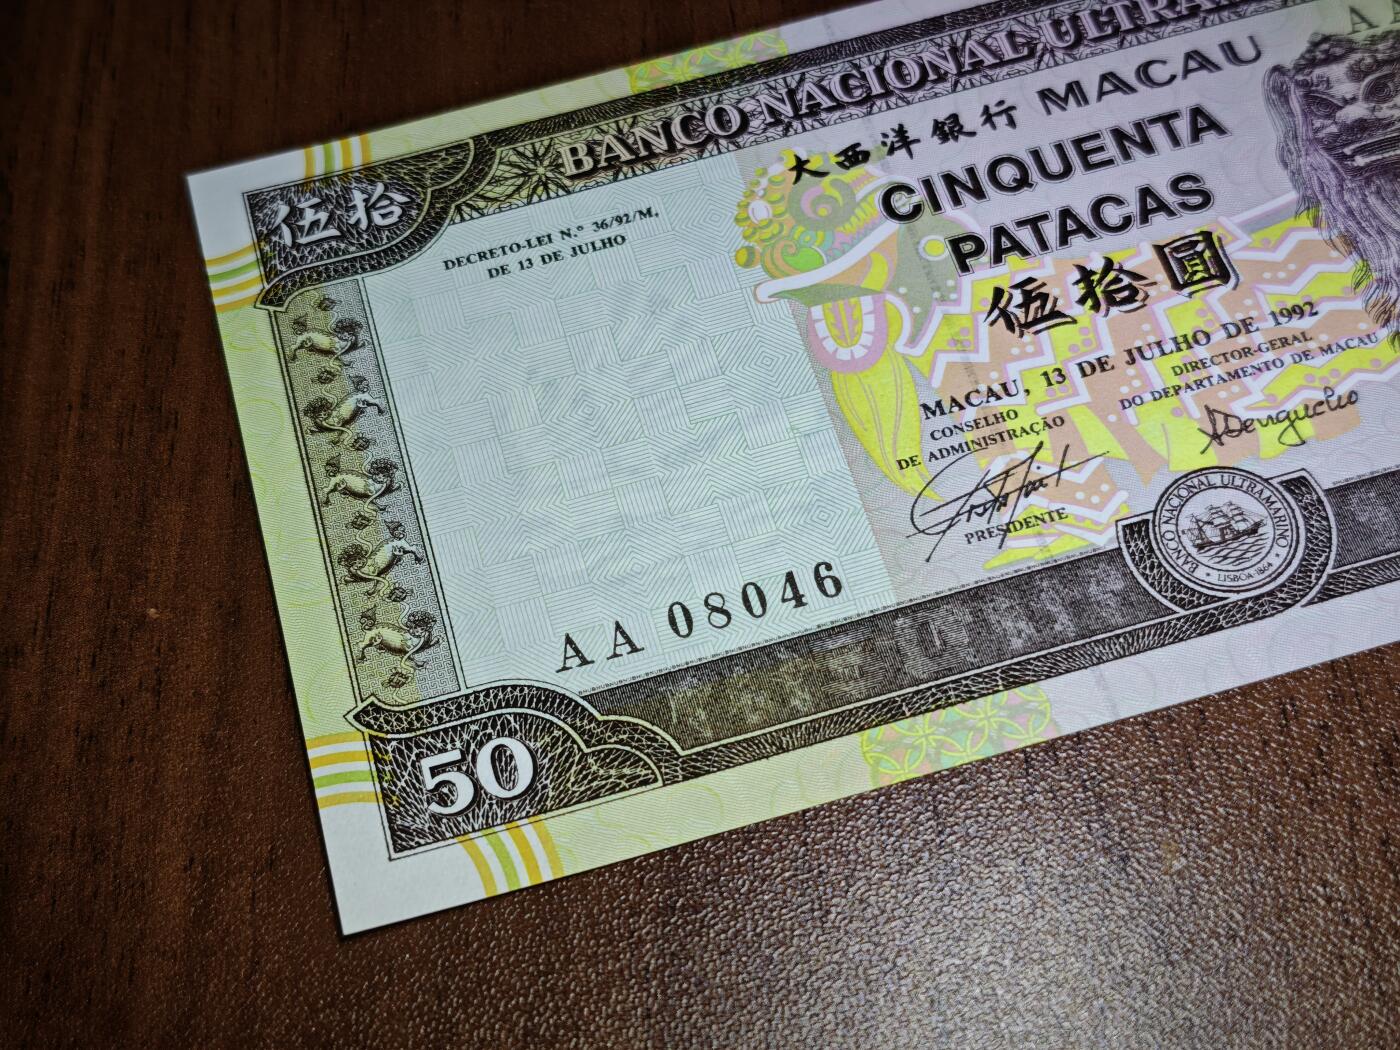 BANCO NACIONAL ULTRA
大西洋銀行 MACAU
A
伍拾
DECRETO-LEI N.º 36/92/M,
DE 13 DE JULHO
CINQUENTA
PATACAS
伍拾圓
MACAU, 13 DE JULHO DE 1992
CONSELHO
DE ADMINISTRAÇÃO
PRESIDENTE
DIRECTOR-GERAL
DO DEPARTAMENTO DE MACAU
BANCO NACIONAL ULTRAMARINO
LISBOA-1864
AA 08046
50